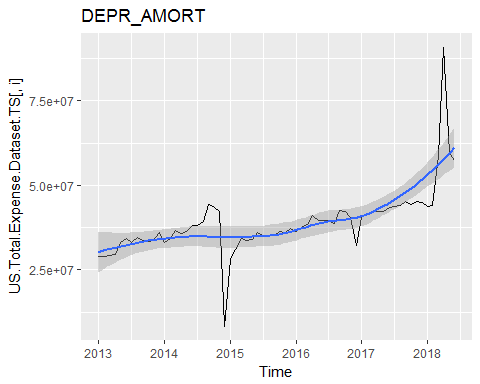 DEPR_AMORT
US.Total.Expense.Dataset.TS[, i]
7.5e+07
5.0e+07
2.5e+07
2013 2014 2015 2016 2017 2018
Time